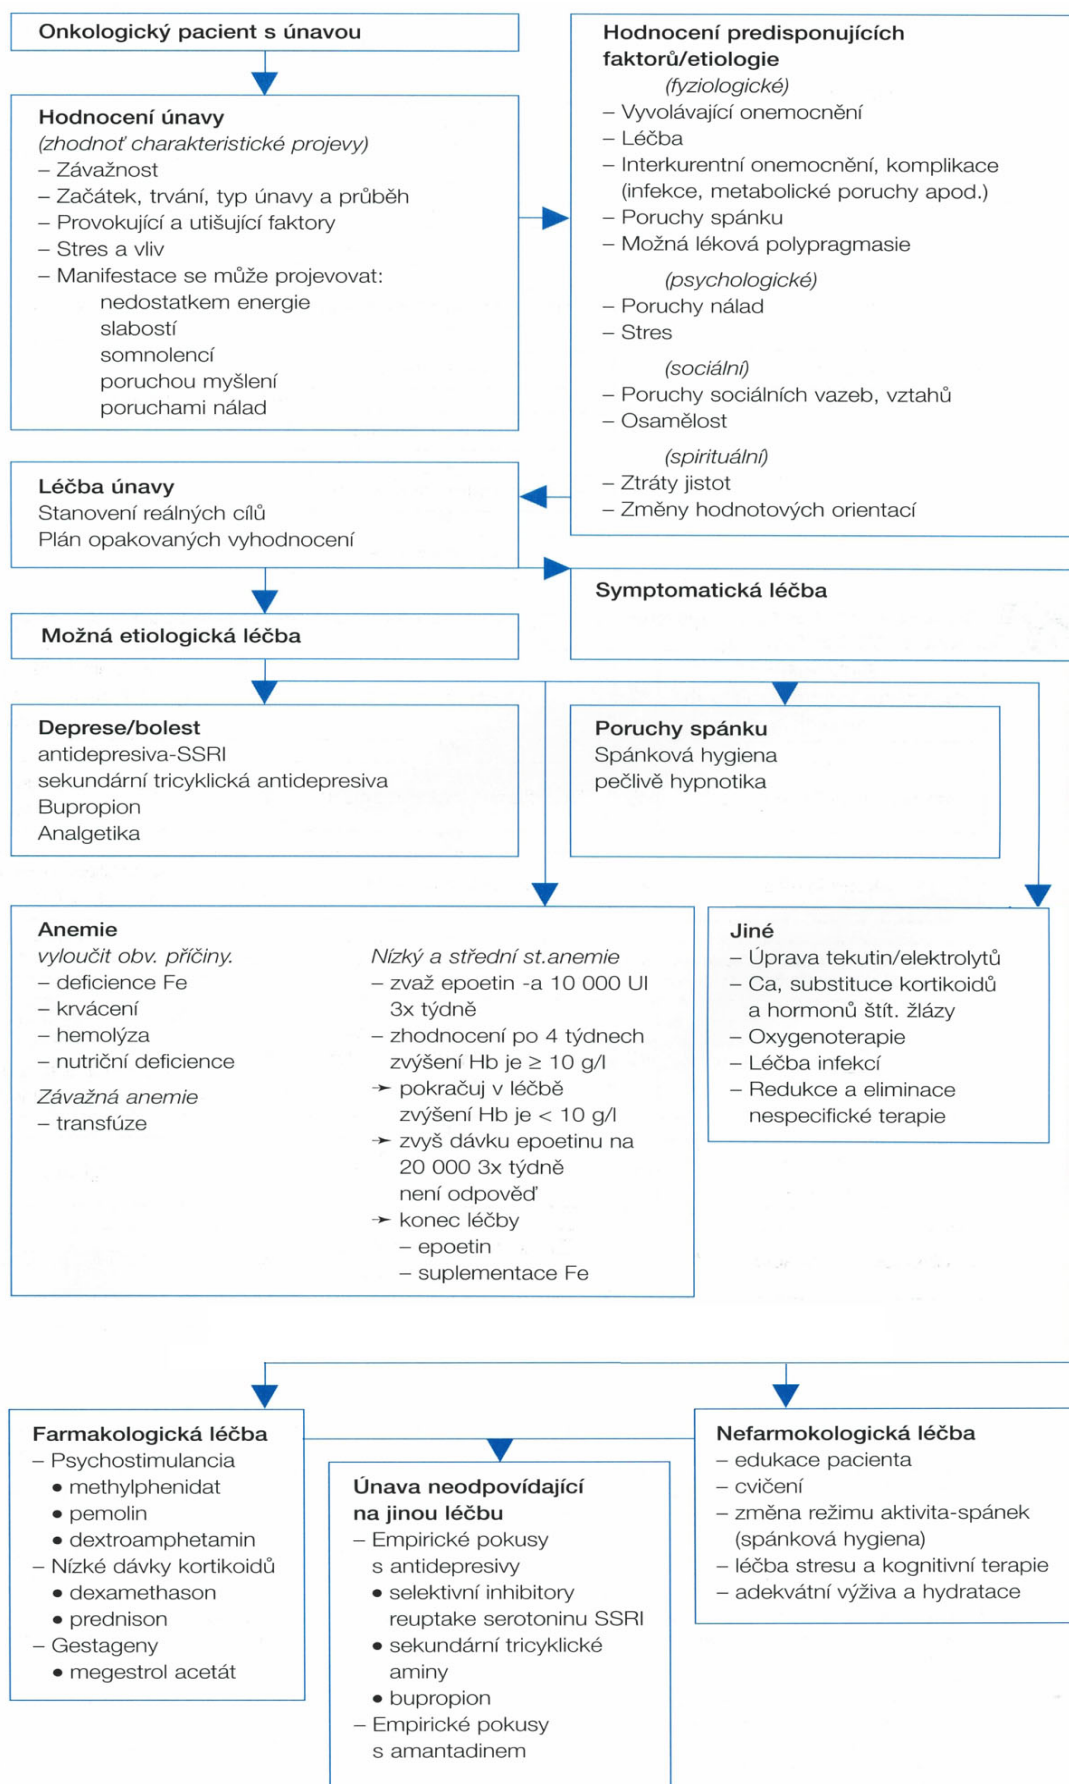 Onkologický pacient s únavou
Hodnocení únavy
(zhodnoť charakteristické projevy)
– Závažnost
– Začátek, trvání, typ únavy a průběh
– Provokující a utišující faktory
– Stres a vliv
– Manifestace se může projevovat:
nedostatkem energie
slabostí
somnolencí
poruchou myšlení
poruchami nálad
Hodnocení predisponujících
faktorů/etiologie
(fyziologické)
– Vyvolávající onemocnění
– Léčba
– Interkurentní onemocnění, komplikace
(infekce, metabolické poruchy apod.)
– Poruchy spánku
– Možná léková polypragmasie
(psychologické)
– Poruchy nálad
– Stres
(sociální)
– Poruchy sociálních vazeb, vztahů
– Osamělost
(spirituální)
– Ztráty jistot
– Změny hodnotových orientací
Léčba únavy
Stanovení reálných cílů
Plán opakovaných vyhodnocení
Symptomatická léčba
Možná etiologická léčba
Deprese/bolest
antidepresiva-SSRI
sekundární tricyklická antidepresiva
Bupropion
Analgetika
Poruchy spánku
Spánková hygiena
pečlivě hypnotika
Anemie
vyloučit obv. příčiny.
– deficience Fe
– krvácení
– hemolýza
– nutriční deficience
Závažná anemie
– transfúze
Nízký a střední st.anemie
– zvaž epoetin -a 10 000 UI
3x týdně
– zhodnocení po 4 týdnech
zvýšení Hb je ≥ 10 g/l
➛ pokračuj v léčbě
zvýšení Hb je < 10 g/l
➛ zvyš dávku epoetinu na
20 000 3x týdně
není odpověď
➛ konec léčby
– epoetin
– suplementace Fe
Jiné
– Úprava tekutin/elektrolytů
– Ca, substituce kortikoidů
a hormonů štít. žlázy
– Oxygenoterapie
– Léčba infekcí
– Redukce a eliminace
nespecifické terapie
Farmakologická léčba
– Psychostimulancia
● methylphenidat
● pemolin
● dextroamphetamin
– Nízké dávky kortikoidů
● dexamethason
● prednison
– Gestageny
● megestrol acetát
Únava neodpovídající
na jinou léčbu
– Empirické pokusy
s antidepresivy
● selektivní inhibitory
reuptake serotoninu SSRI
● sekundární tricyklické
aminy
● bupropion
– Empirické pokusy
s amantadinem
Nefarmokologická léčba
– edukace pacienta
– cvičení
– změna režimu aktivita-spánek
(spánková hygiena)
– léčba stresu a kognitivní terapie
– adekvátní výživa a hydratace